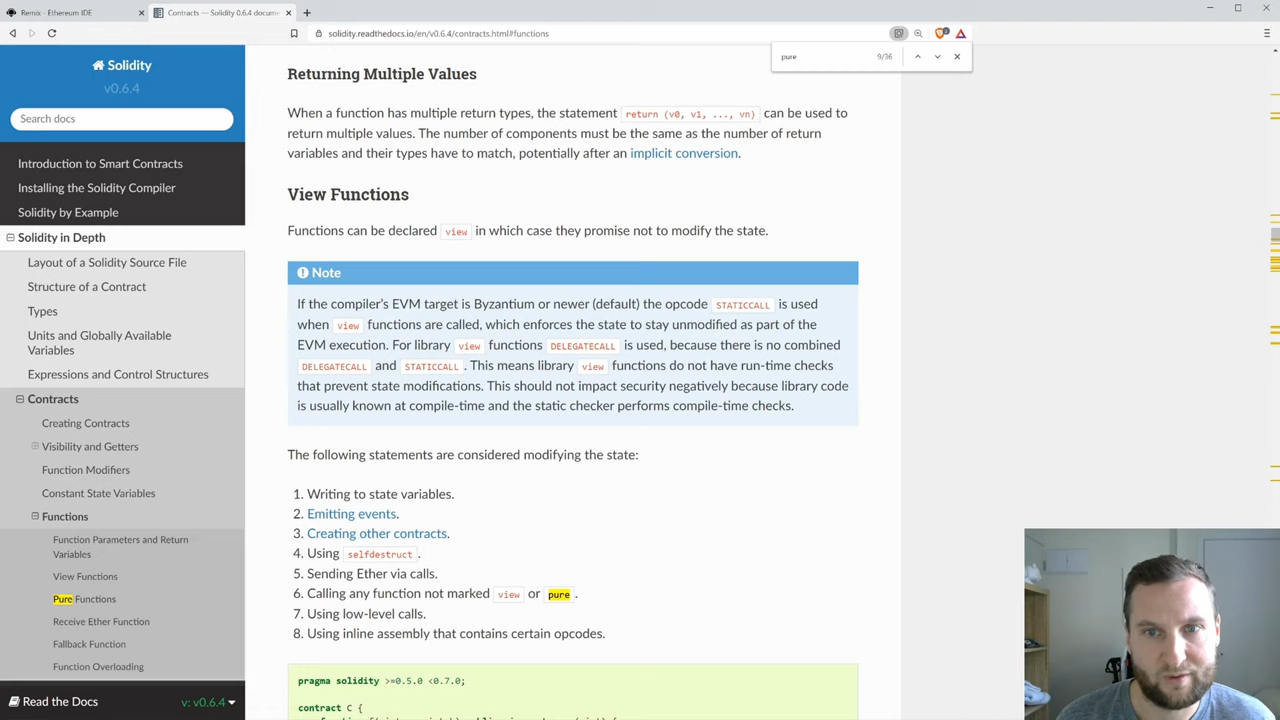 Remix - Ethereum IDE
Contracts — Solidity 0.6.4 docume
solidity.readthedocs.io/en/v0.6.4/contracts.html#functions
pure
9/36
Solidity
v0.6.4
Search docs
Introduction to Smart Contracts
Installing the Solidity Compiler
Solidity by Example
Solidity in Depth
Layout of a Solidity Source File
Structure of a Contract
Types
Units and Globally Available
Variables
Expressions and Control Structures
Contracts
Creating Contracts
Visibility and Getters
Function Modifiers
Constant State Variables
Functions
Function Parameters and Return
Variables
View Functions
Pure Functions
Receive Ether Function
Fallback Function
Function Overloading
Read the Docs
v: v0.6.4
Returning Multiple Values
When a function has multiple return types, the statement return (v0, v1, ..., vn) can be used to
return multiple values. The number of components must be the same as the number of return
variables and their types have to match, potentially after an implicit conversion.
View Functions
Functions can be declared view in which case they promise not to modify the state.
Note
If the compiler's EVM target is Byzantium or newer (default) the opcode STATICCALL is used
when view functions are called, which enforces the state to stay unmodified as part of the
EVM execution. For library view functions DELEGATECALL is used, because there is no combined
DELEGATECALL and STATICCALL. This means library view functions do not have run-time checks
that prevent state modifications. This should not impact security negatively because library code
is usually known at compile-time and the static checker performs compile-time checks.
The following statements are considered modifying the state:
1. Writing to state variables.
2. Emitting events.
3. Creating other contracts.
4. Using selfdestruct.
5. Sending Ether via calls.
6. Calling any function not marked view or pure.
7. Using low-level calls.
8. Using inline assembly that contains certain opcodes.
pragma solidity >=0.5.0 <0.7.0;
contract C {